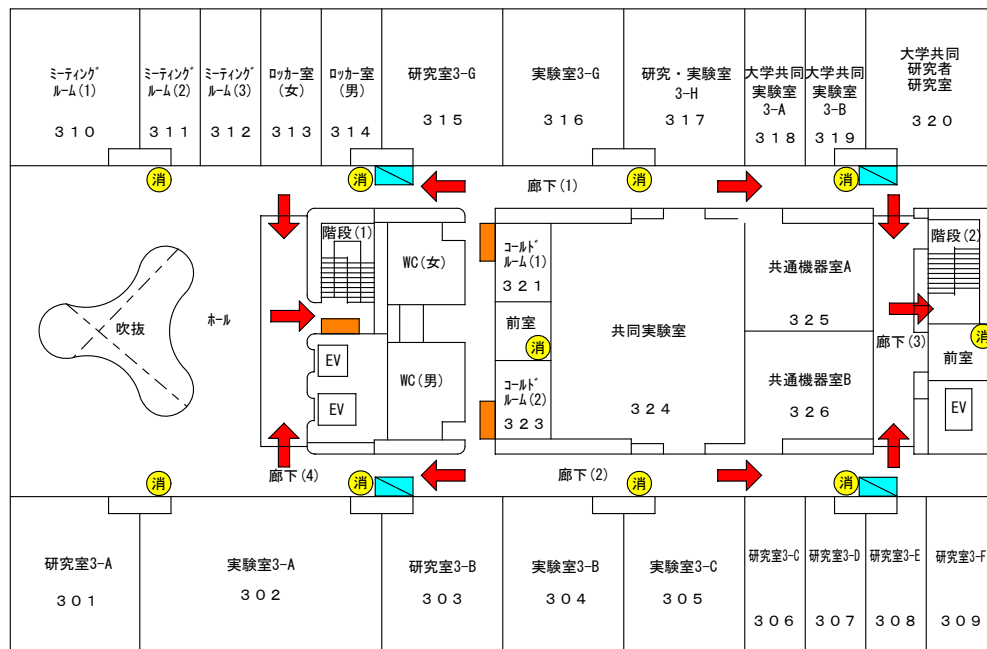 ﾐｰﾃｨﾝｸﾞ
ﾙｰﾑ(1)
３１０
ﾐｰﾃｨﾝｸﾞ
ﾙｰﾑ(2)
３１１
ﾐｰﾃｨﾝｸﾞ
ﾙｰﾑ(3)
３１２
ﾛｯｶｰ室
(女)
３１３
ﾛｯｶｰ室
(男)
３１４
研究室3-G
３１５
実験室3-G
３１６
研究・実験室
3-H
３１７
大学共同
実験室
3-A
３１８
大学共同
実験室
3-B
３１９
大学共同
研究者
研究室
３２０
消
消
消
消
廊下(1)
階段(1)
WC(女)
ｺｰﾙﾄﾞ
ﾙｰﾑ(1)
３２１
共通機器室A
３２５
階段(2)
吹抜
ﾎｰﾙ
前室
消
共同実験室
３２４
廊下(3)
消
前室
EV
EV
WC(男)
ｺｰﾙﾄﾞ
ﾙｰﾑ(2)
３２３
共通機器室B
３２６
EV
廊下(4)
廊下(2)
消
消
消
消
研究室3-A
３０１
実験室3-A
３０２
研究室3-B
３０３
実験室3-B
３０４
実験室3-C
３０５
研究室3-C
３０６
研究室3-D
３０７
研究室3-E
３０８
研究室3-F
３０９